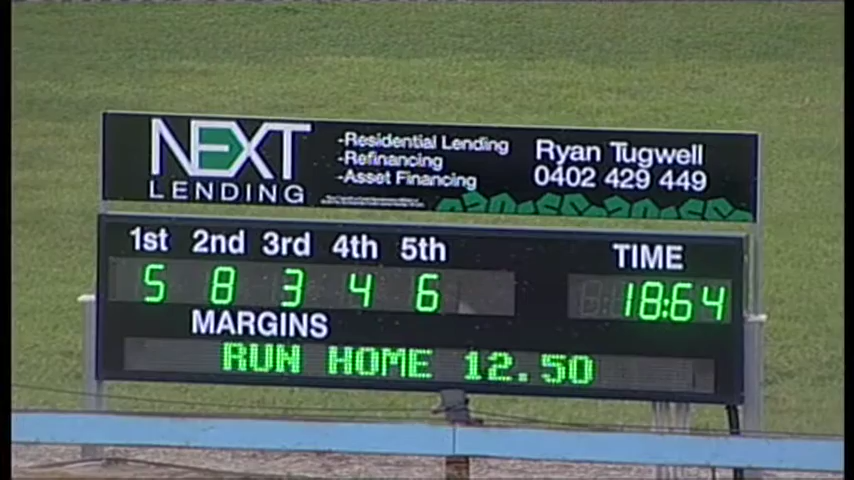 NEXT
LENDING
-Residential Lending
-Refinancing
-Asset Financing
Ryan Tugwell
0402 429 449
1st 2nd 3rd 4th 5th
TIME
5 8 3 4 6
18:64
MARGINS
RUN HOME 12.50